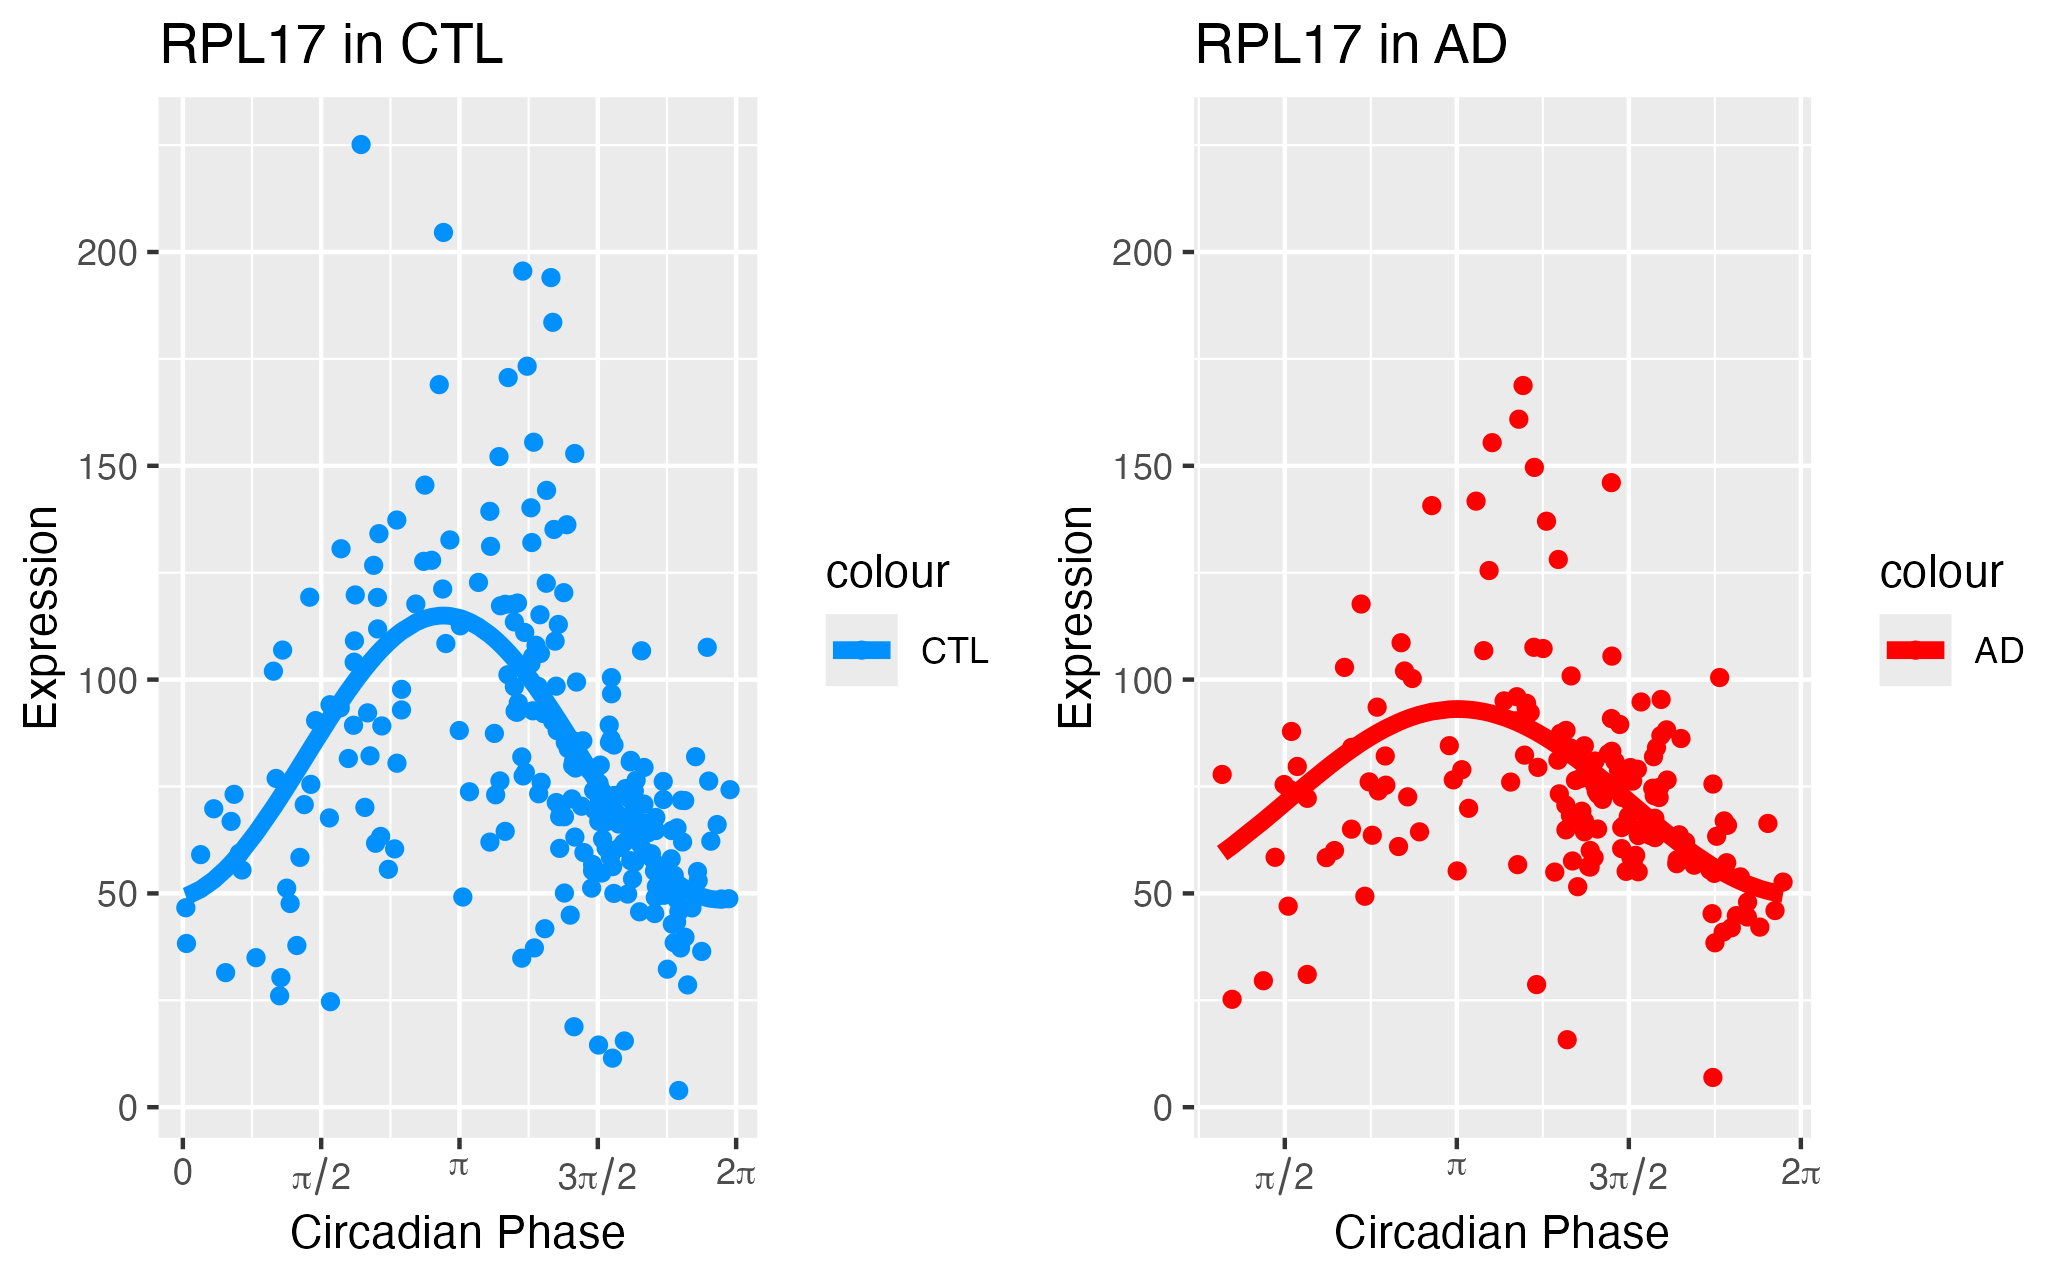 RPL17 in CTL
Expression
200
150
100
50
0
0 π/2 π 3π/2 2π
Circadian Phase
colour
CTL
RPL17 in AD
Expression
200
150
100
50
0
π/2 π 3π/2 2π
Circadian Phase
colour
AD